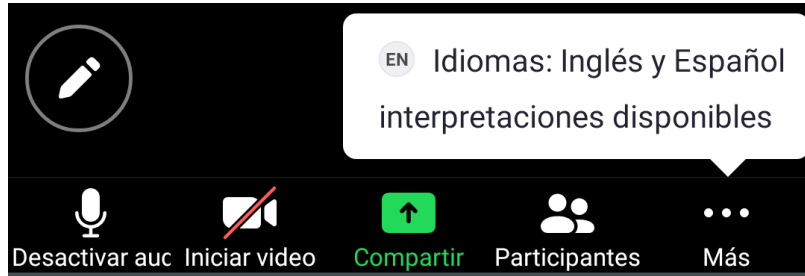 EN Idiomas: Inglés y Español
interpretaciones disponibles
Desactivar auc Iniciar video Compartir Participantes Más